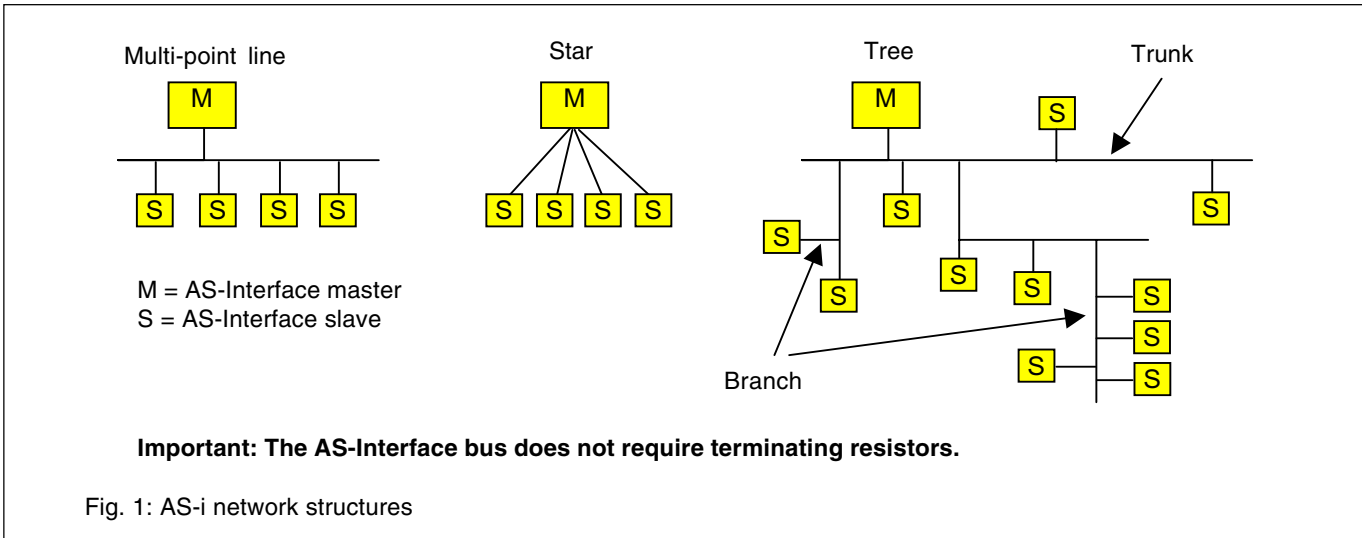 Multi-point line
Star
Tree
Trunk
M
M
M
S
S S S S
S S S S
S
S
S
S
S
S
S
S
S
S
S
M = AS-Interface master
S = AS-Interface slave
Branch
Important: The AS-Interface bus does not require terminating resistors.
Fig. 1: AS-i network structures